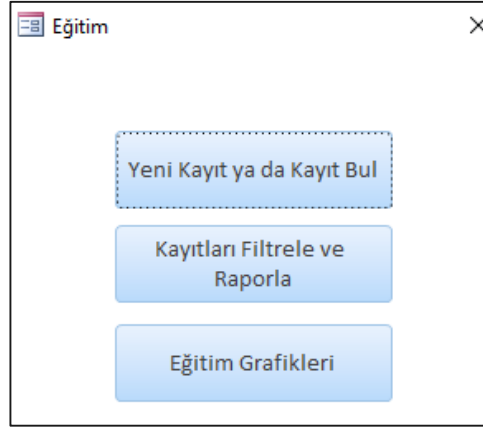 Eğitim
Yeni Kayıt ya da Kayıt Bul
Kayıtları Filtrele ve
Raporla
Eğitim Grafikleri